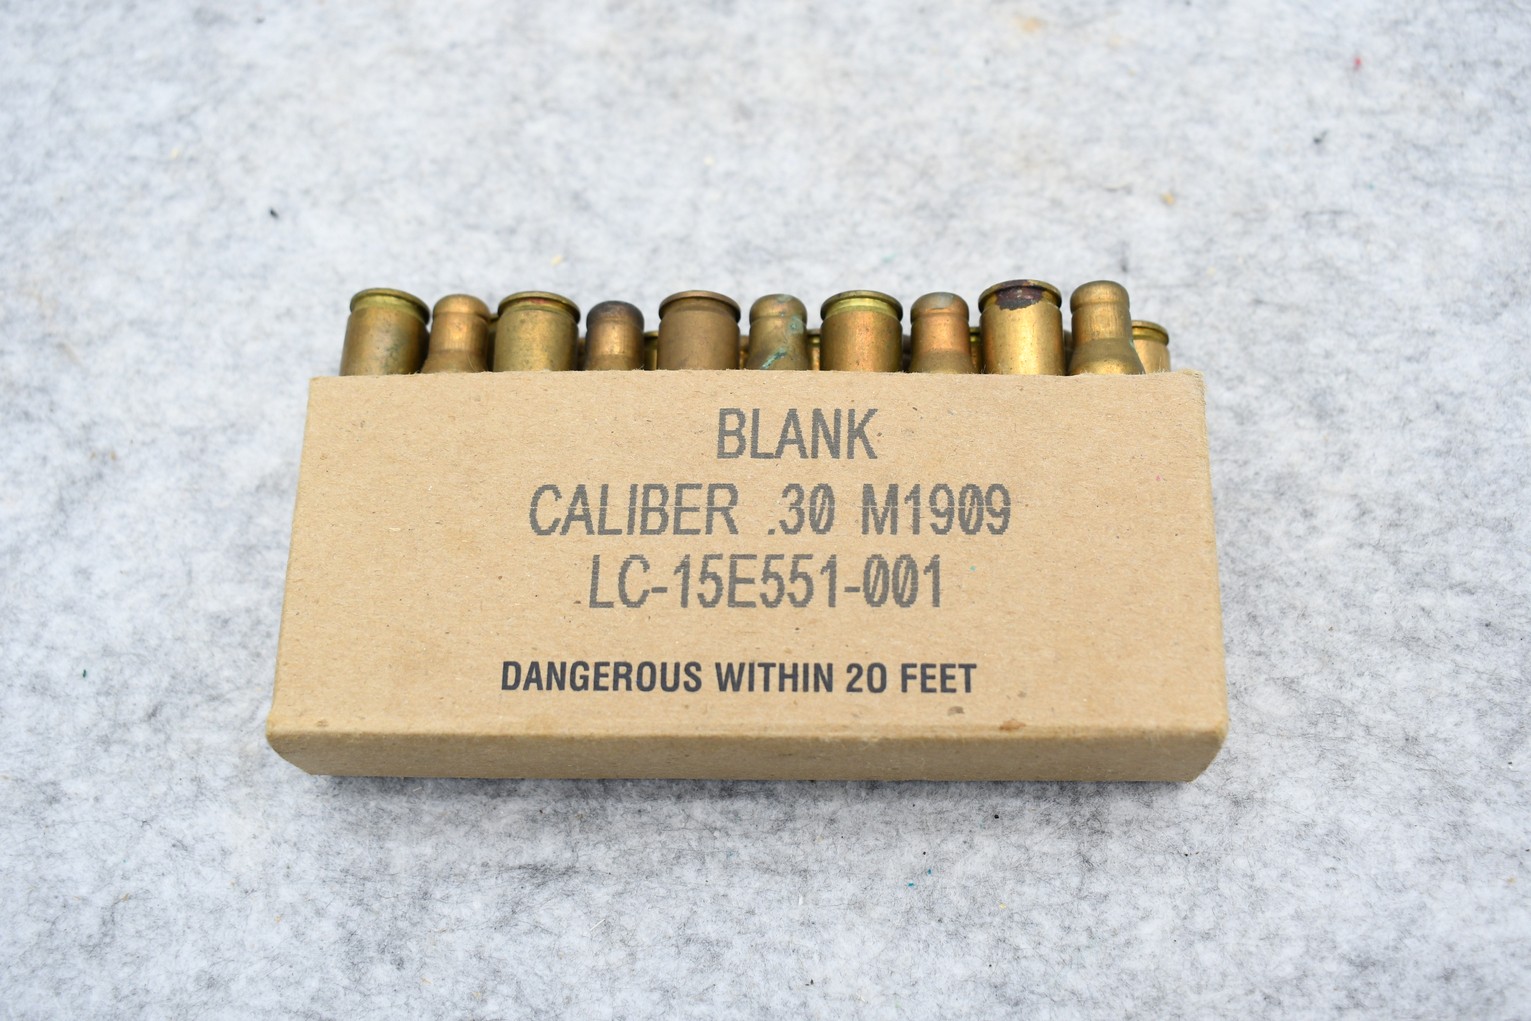 BLANK
CALIBER .30 M1909
LC-15E551-001
DANGEROUS WITHIN 20 FEET